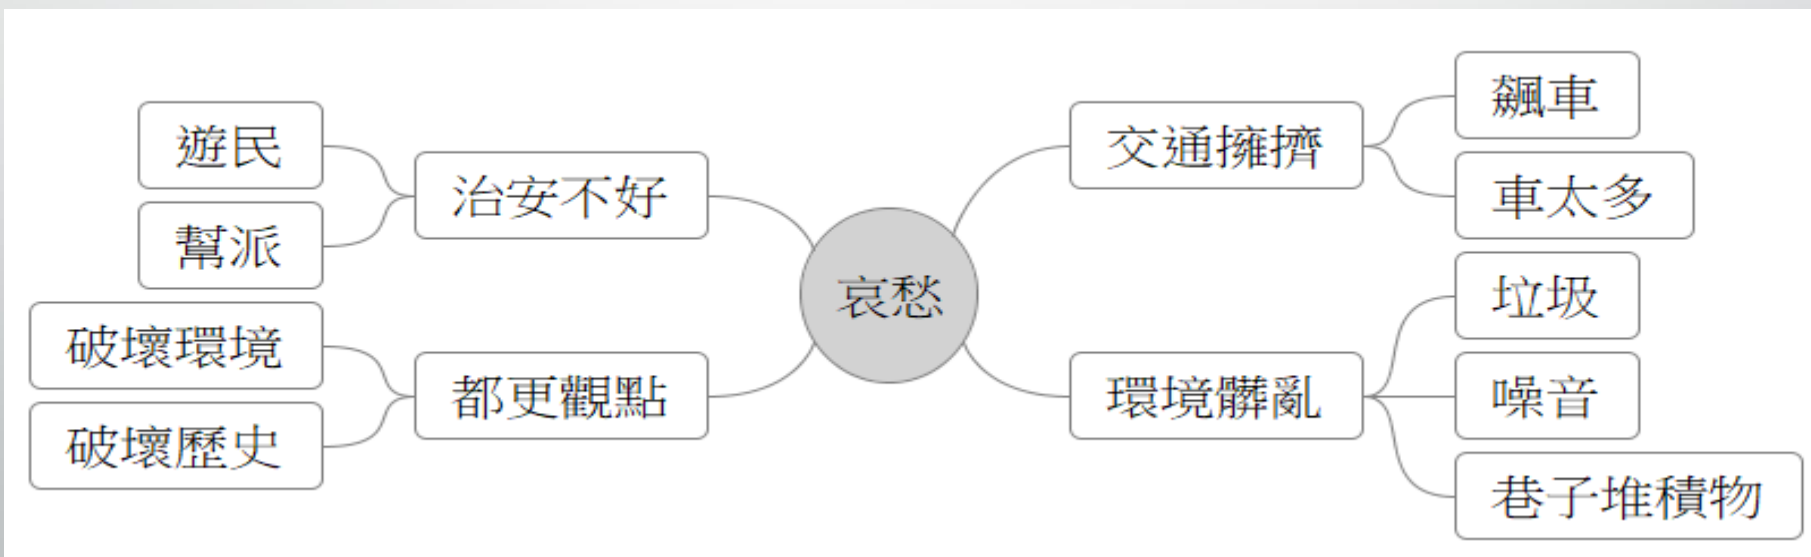 哀愁
治安不好
遊民
幫派
都更觀點
破壞環境
破壞歷史
交通擁擠
飆車
車太多
環境髒亂
垃圾
噪音
巷子堆積物